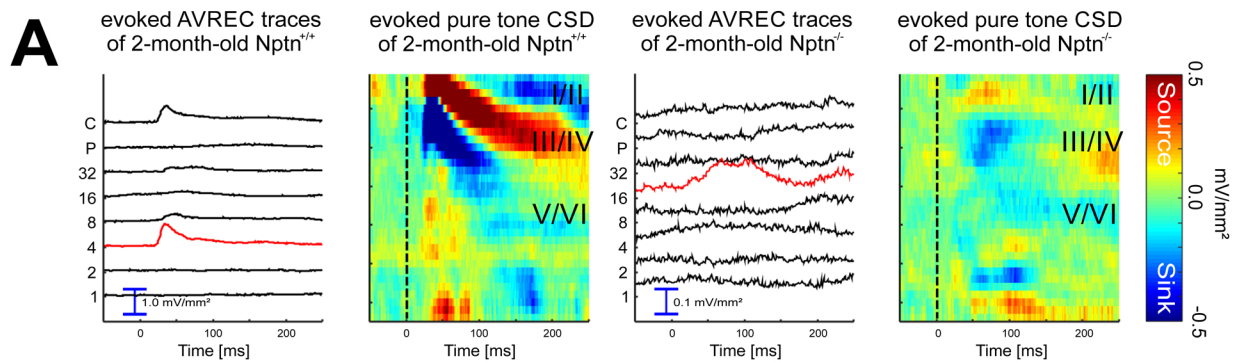 A
evoked AVREC traces
of 2-month-old Nptn+/+
evoked pure tone CSD
of 2-month-old Nptn+/+
evoked AVREC traces
of 2-month-old Nptn-/-
evoked pure tone CSD
of 2-month-old Nptn-/-
C
P
32
16
8
4
2
1
1.0 mV/mm²
0
100
200
Time [ms]
I/II
III/IV
V/VI
0
100
200
Time [ms]
C
P
32
16
8
4
2
1
0.1 mV/mm²
0
100
200
Time [ms]
I/II
III/IV
V/VI
0
100
200
Time [ms]
0.5
0.0
-0.5
Source
Sink
mV/mm²